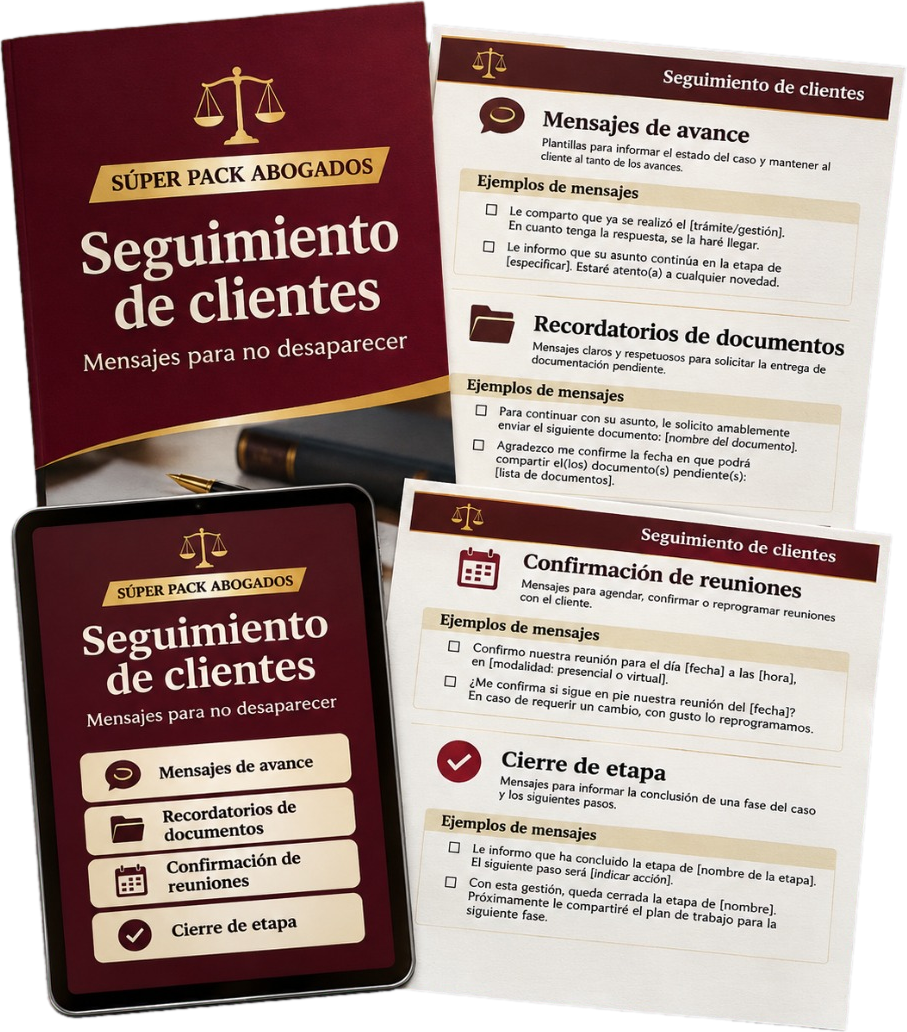 SÚPER PACK ABOGADOS
Seguimiento
de clientes
Mensajes para no desaparecer
Seguimiento de clientes
Mensajes de avance
Plantillas para informar el estado del caso y mantener al
cliente al tanto de los avances.
Ejemplos de mensajes
Le comparto que ya se realizó el [trámite/gestión].
En cuanto tenga la respuesta, se la haré llegar.
Le informo que su asunto continúa en la etapa de
[especificar]. Estaré atento(a) a cualquier novedad.
Recordatorios de documentos
Mensajes claros y respetuosos para solicitar la entrega de
documentación pendiente.
Ejemplos de mensajes
Para continuar con su asunto, le solicito amablemente
enviar el siguiente documento: [nombre del documento].
Agradezco me confirme la fecha en que podrá
compartir el(los) documento(s) pendiente(s):
[lista de documentos].
SÚPER PACK ABOGADOS
Seguimiento
de clientes
Mensajes para no desaparecer
Mensajes de avance
Recordatorios de
documentos
Confirmación de
reuniones
Cierre de etapa
Seguimiento de clientes
Confirmación de reuniones
Mensajes para agendar, confirmar o reprogramar reuniones
con el cliente.
Ejemplos de mensajes
Confirmo nuestra reunión para el día [fecha] a las [hora],
en [modalidad: presencial o virtual].
¿Me confirma si sigue en pie nuestra reunión del [fecha]?
En caso de requerir un cambio, con gusto lo reprogramamos.
Cierre de etapa
Mensajes para informar la conclusión de una fase del caso
y los siguientes pasos.
Ejemplos de mensajes
Le informo que ha concluido la etapa de [nombre de la etapa].
El siguiente paso será [indicar acción].
Con esta gestión, queda cerrada la etapa de [nombre].
Próximamente le compartiré el plan de trabajo para la
siguiente fase.